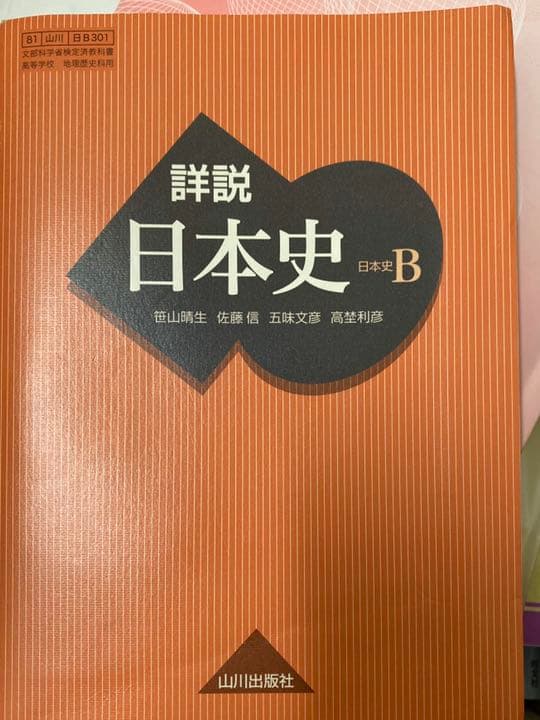 81 山川 日B301
文部科学省検定済教科書
高等学校 地理歴史科用
詳説
日本史 日本史B
笹山晴生 佐藤信 五味文彦 高埜利彦
山川出版社